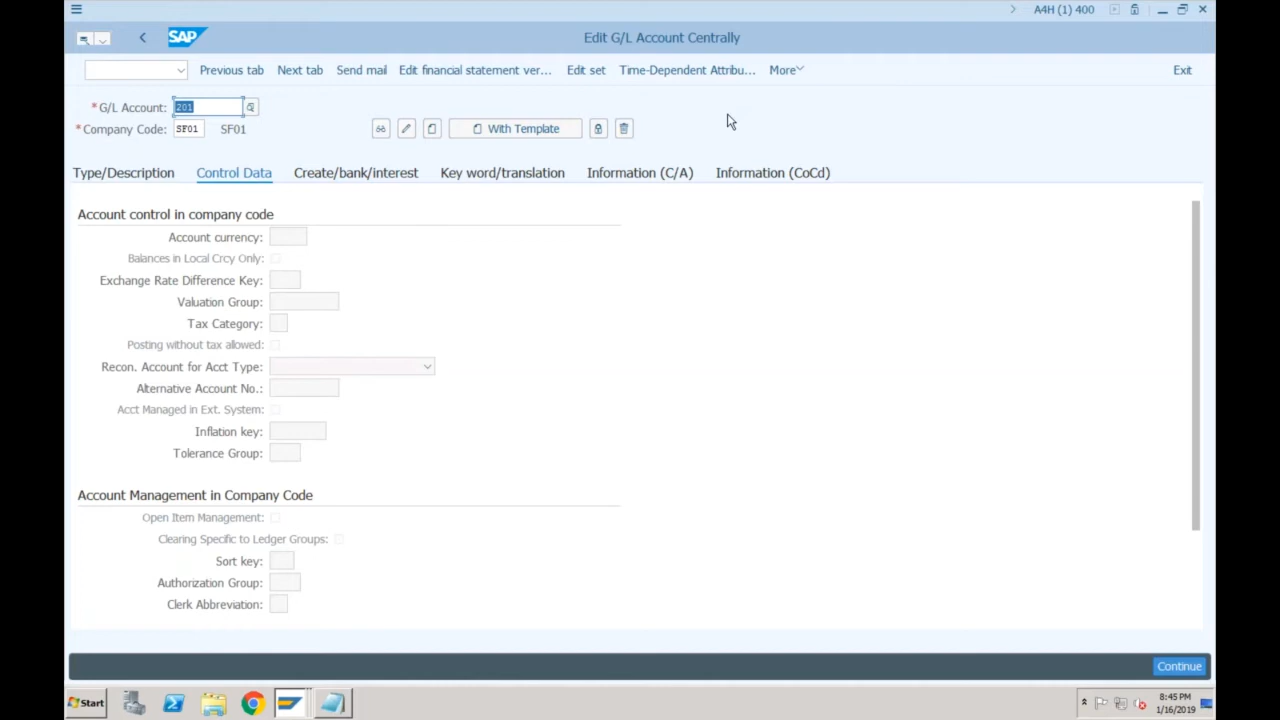 A4H (1) 400
SAP
Edit G/L Account Centrally
Previous tab Next tab Send mail Edit financial statement ver... Edit set Time-Dependent Attribu... More Exit
*G/L Account: 201
*Company Code: SF01 SF01
With Template
Type/Description Control Data Create/bank/interest Key word/translation Information (C/A) Information (CoCd)
Account control in company code
Account currency:
Balances in Local Crcy Only:
Exchange Rate Difference Key:
Valuation Group:
Tax Category:
Posting without tax allowed:
Recon. Account for Acct Type:
Alternative Account No.:
Acct Managed in Ext. System:
Inflation key:
Tolerance Group:
Account Management in Company Code
Open Item Management:
Clearing Specific to Ledger Groups:
Sort key:
Authorization Group:
Clerk Abbreviation:
Continue
Start
8:45 PM
1/16/2019